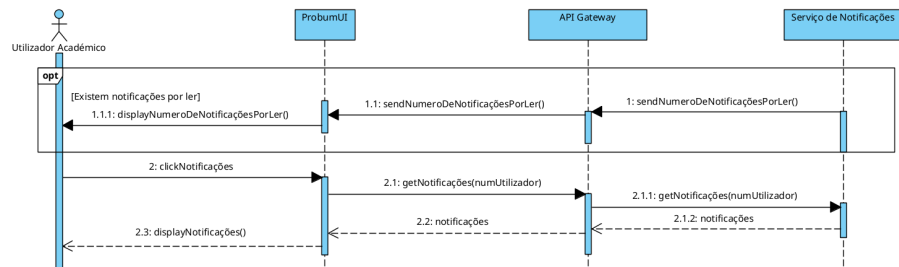 ProbumUI
API Gateway
Serviço de Notificações
Utilizador Académico
opt
[Existem notificações por ler]
1: sendNumeroDeNotificaçõesPorLer()
1.1: sendNumeroDeNotificaçõesPorLer()
1.1.1: displayNumeroDeNotificaçõesPorLer()
2: clickNotificações
2.1: getNotificações(numUtilizador)
2.1.1: getNotificações(numUtilizador)
2.1.2: notificações
2.2: notificações
2.3: displayNotificações()